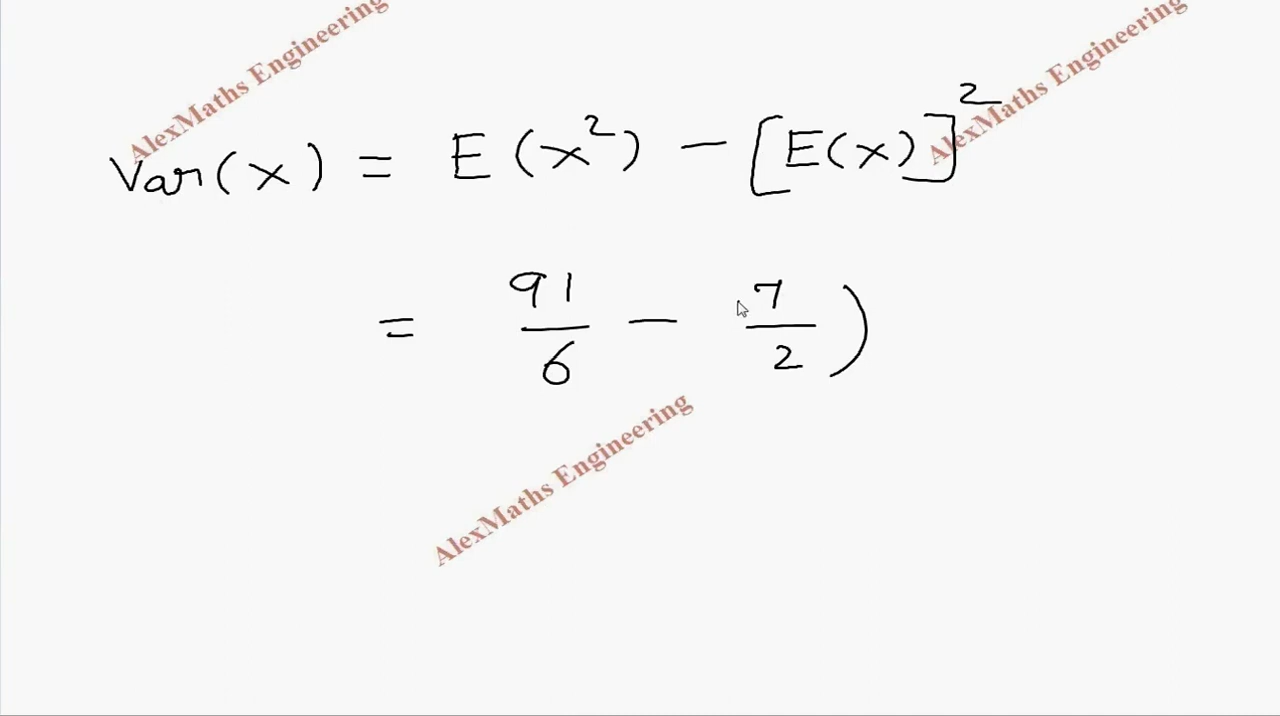 AlexMaths Engineering AlexMaths Engineering
Var(x) = E(x²) - [E(x)]²
= 91/6 - 7/2)
AlexMaths Engineering